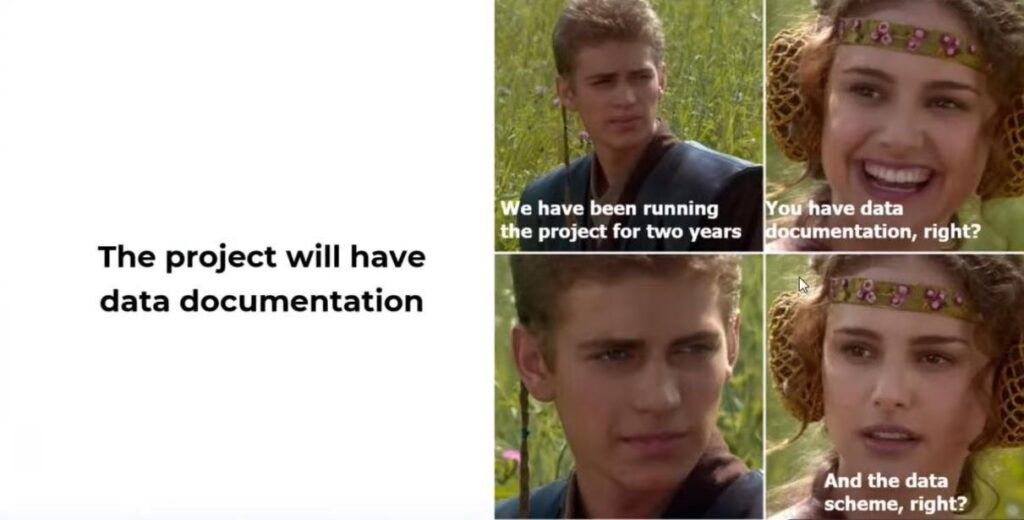 The project will have
data documentation
We have been running
the project for two years
You have data
documentation, right?
And the data
scheme, right?